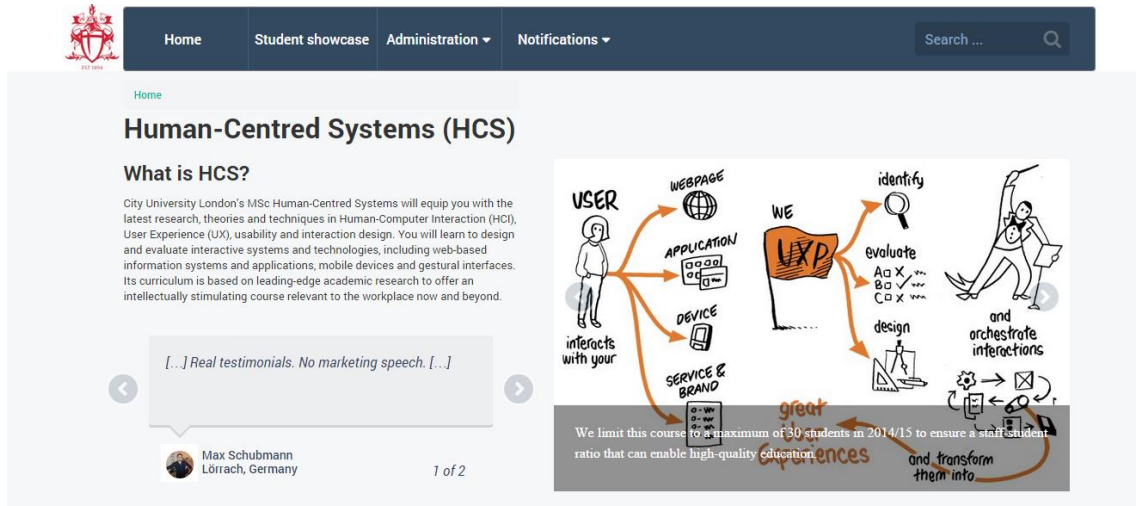 EST 1894
Home
Student showcase
Administration
Notifications
Search ...
Home
Human-Centred Systems (HCS)
What is HCS?
City University London's MSc Human-Centred Systems will equip you with the
latest research, theories and techniques in Human-Computer Interaction (HCI),
User Experience (UX), usability and interaction design. You will learn to design
and evaluate interactive systems and technologies, including web-based
information systems and applications, mobile devices and gestural interfaces.
Its curriculum is based on leading-edge academic research to offer an
intellectually stimulating course relevant to the workplace now and beyond.
[...] Real testimonials. No marketing speech. [...]
Max Schubmann
Lörrach, Germany
1 of 2
USER
interacts
with your
WEBPAGE
APPLICATION
DEVICE
SERVICE &
BRAND
WE
UXP
identify
evaluate
A
B
C
design
and
orchestrate
interactions
and transform
them into
great
User
Experiences
We limit this course to a maximum of 30 students in 2014/15 to ensure a staff-student
ratio that can enable high-quality education.